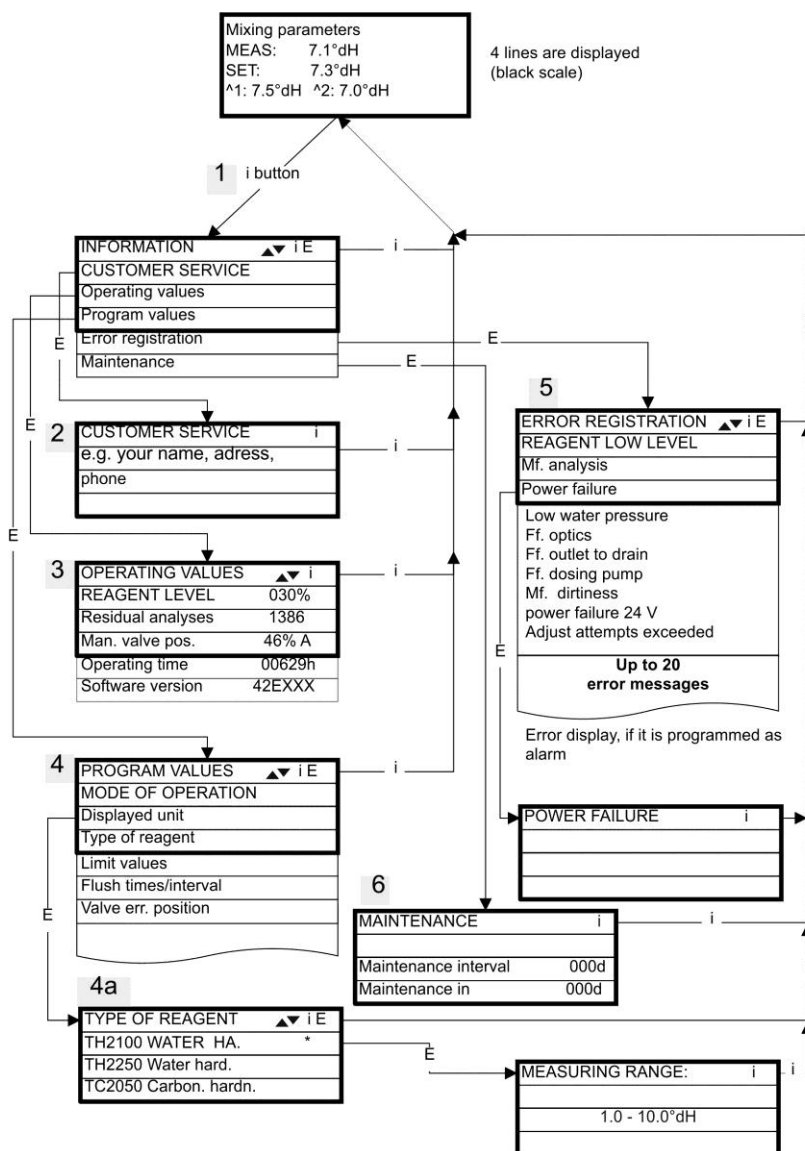 Mixing parameters
MEAS: 7.1°dH
SET: 7.3°dH
^1: 7.5°dH ^2: 7.0°dH
4 lines are displayed
(black scale)
1 i button
INFORMATION ▲▼ i E
CUSTOMER SERVICE
Operating values
Program values
Error registration
Maintenance
i
E
E
E
E
E
2
CUSTOMER SERVICE i
e.g. your name, adress,
phone
i
3
OPERATING VALUES ▲▼ i
REAGENT LEVEL 030%
Residual analyses 1386
Man. valve pos. 46% A
Operating time 00629h
Software version 42EXXX
i
4
PROGRAM VALUES ▲▼ i E
MODE OF OPERATION
Displayed unit
Type of reagent
Limit values
Flush times/interval
Valve err. position
i
E
4a
TYPE OF REAGENT ▲▼ i E
TH2100 WATER HA. *
TH2250 Water hard.
TC2050 Carbon. hardn.
E
5
ERROR REGISTRATION ▲▼ i E
REAGENT LOW LEVEL
Mf. analysis
Power failure
Low water pressure
Ff. optics
Ff. outlet to drain
Ff. dosing pump
Mf. dirtiness
power failure 24 V
Adjust attempts exceeded
Up to 20
error messages
Error display, if it is programmed as
alarm
E
POWER FAILURE i
6
MAINTENANCE i
Maintenance interval 000d
Maintenance in 000d
i
MEASURING RANGE: i
1.0 - 10.0°dH
i